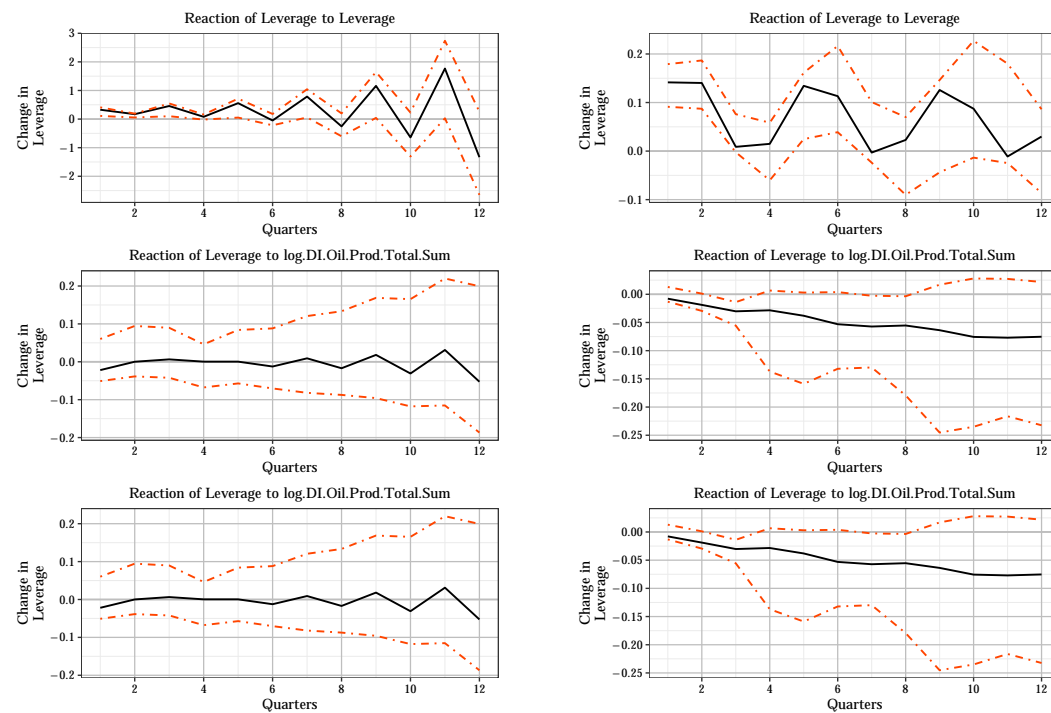 Reaction of Leverage to Leverage
Change in
Leverage
3
2
1
0
−1
−2
2 4 6 8 10 12
Quarters
Reaction of Leverage to Leverage
Change in
Leverage
0.2
0.1
0.0
−0.1
2 4 6 8 10 12
Quarters
Reaction of Leverage to log.DI.Oil.Prod.Total.Sum
Change in
Leverage
0.2
0.1
0.0
−0.1
−0.2
2 4 6 8 10 12
Quarters
Reaction of Leverage to log.DI.Oil.Prod.Total.Sum
Change in
Leverage
0.00
−0.05
−0.10
−0.15
−0.20
−0.25
2 4 6 8 10 12
Quarters
Reaction of Leverage to log.DI.Oil.Prod.Total.Sum
Change in
Leverage
0.2
0.1
0.0
−0.1
−0.2
2 4 6 8 10 12
Quarters
Reaction of Leverage to log.DI.Oil.Prod.Total.Sum
Change in
Leverage
0.00
−0.05
−0.10
−0.15
−0.20
−0.25
2 4 6 8 10 12
Quarters